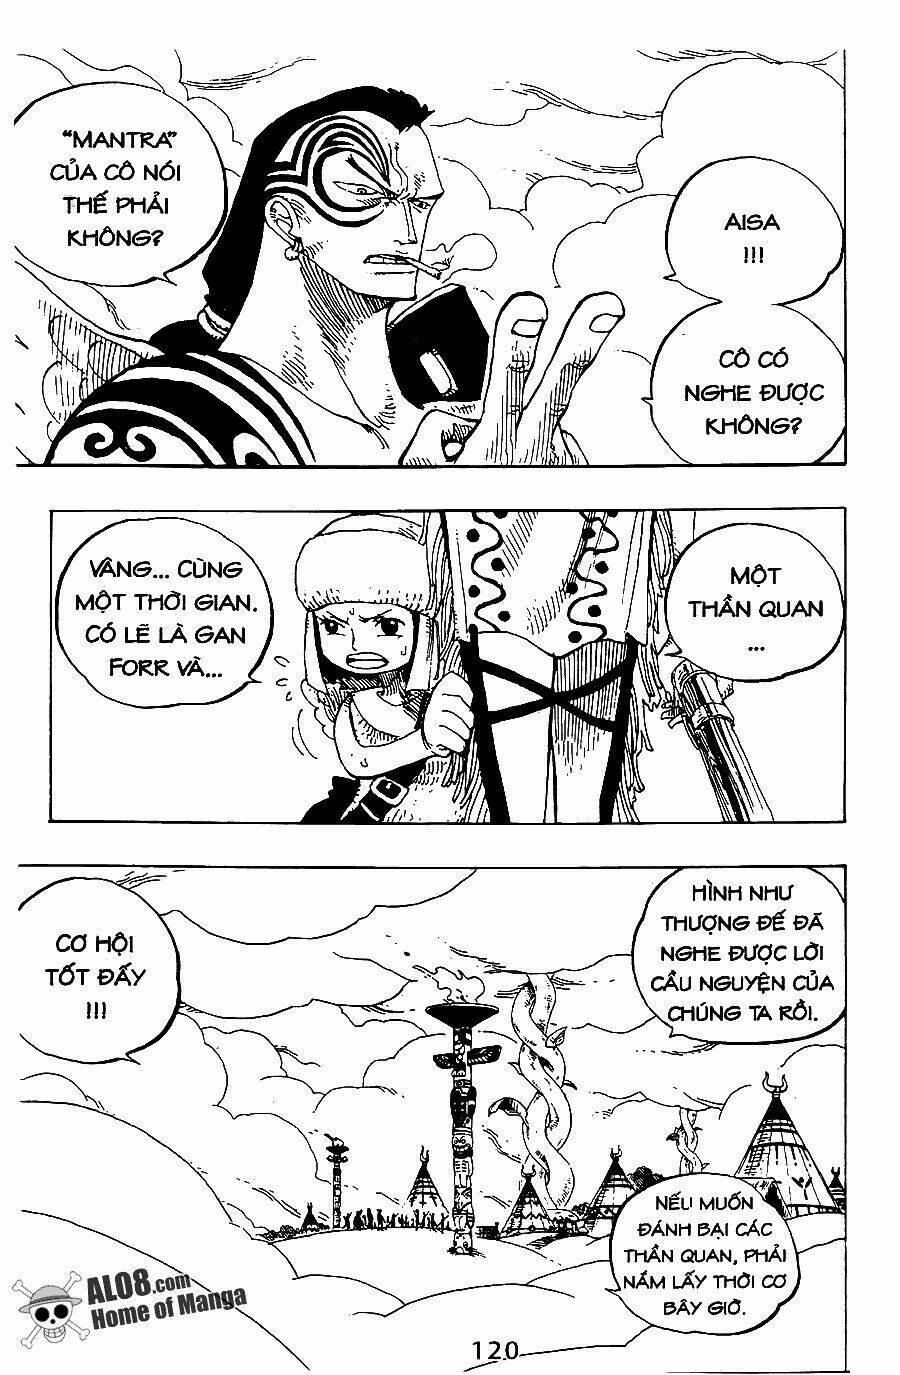 AISA
!!!
CÔ CÓ
NGHE ĐƯỢC
KHÔNG?
“MANTRA”
CỦA CÔ NÓI
THẾ PHẢI
KHÔNG?
MỘT
THẦN QUAN
...
VÂNG... CÙNG
MỘT THỜI GIAN.
CÓ LẼ LÀ GAN
FORR VÀ...
HÌNH NHƯ
THƯỢNG ĐẾ ĐÃ
NGHE ĐƯỢC LỜI
CẦU NGUYỆN CỦA
CHÚNG TA RỒI.
CƠ HỘI
TỐT ĐẤY
!!!
NẾU MUỐN
ĐÁNH BẠI CÁC
THẦN QUAN, PHẢI
NẮM LẤY THỜI CƠ
BÂY GIỜ.
AL08.com
Home of Manga
120